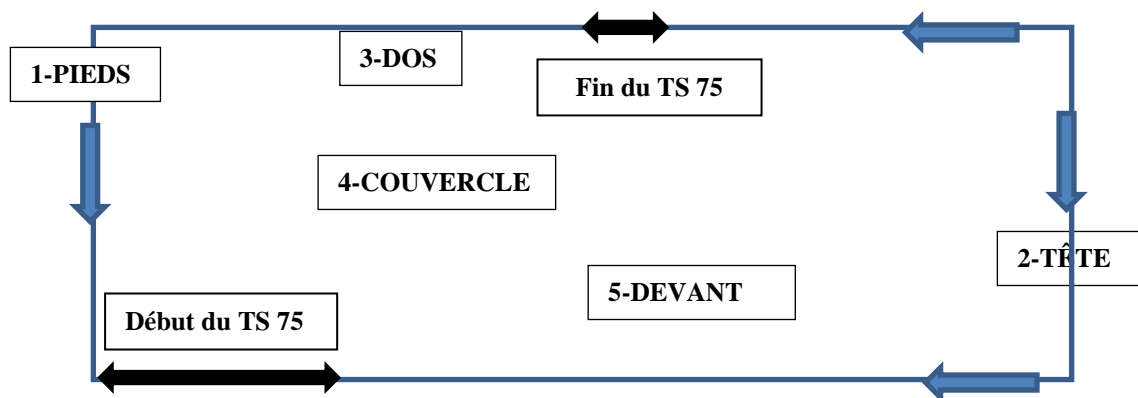 3-DOS
1-PIEDS
Fin du TS 75
4-COUVERCLE
2-TÊTE
5-DEVANT
Début du TS 75